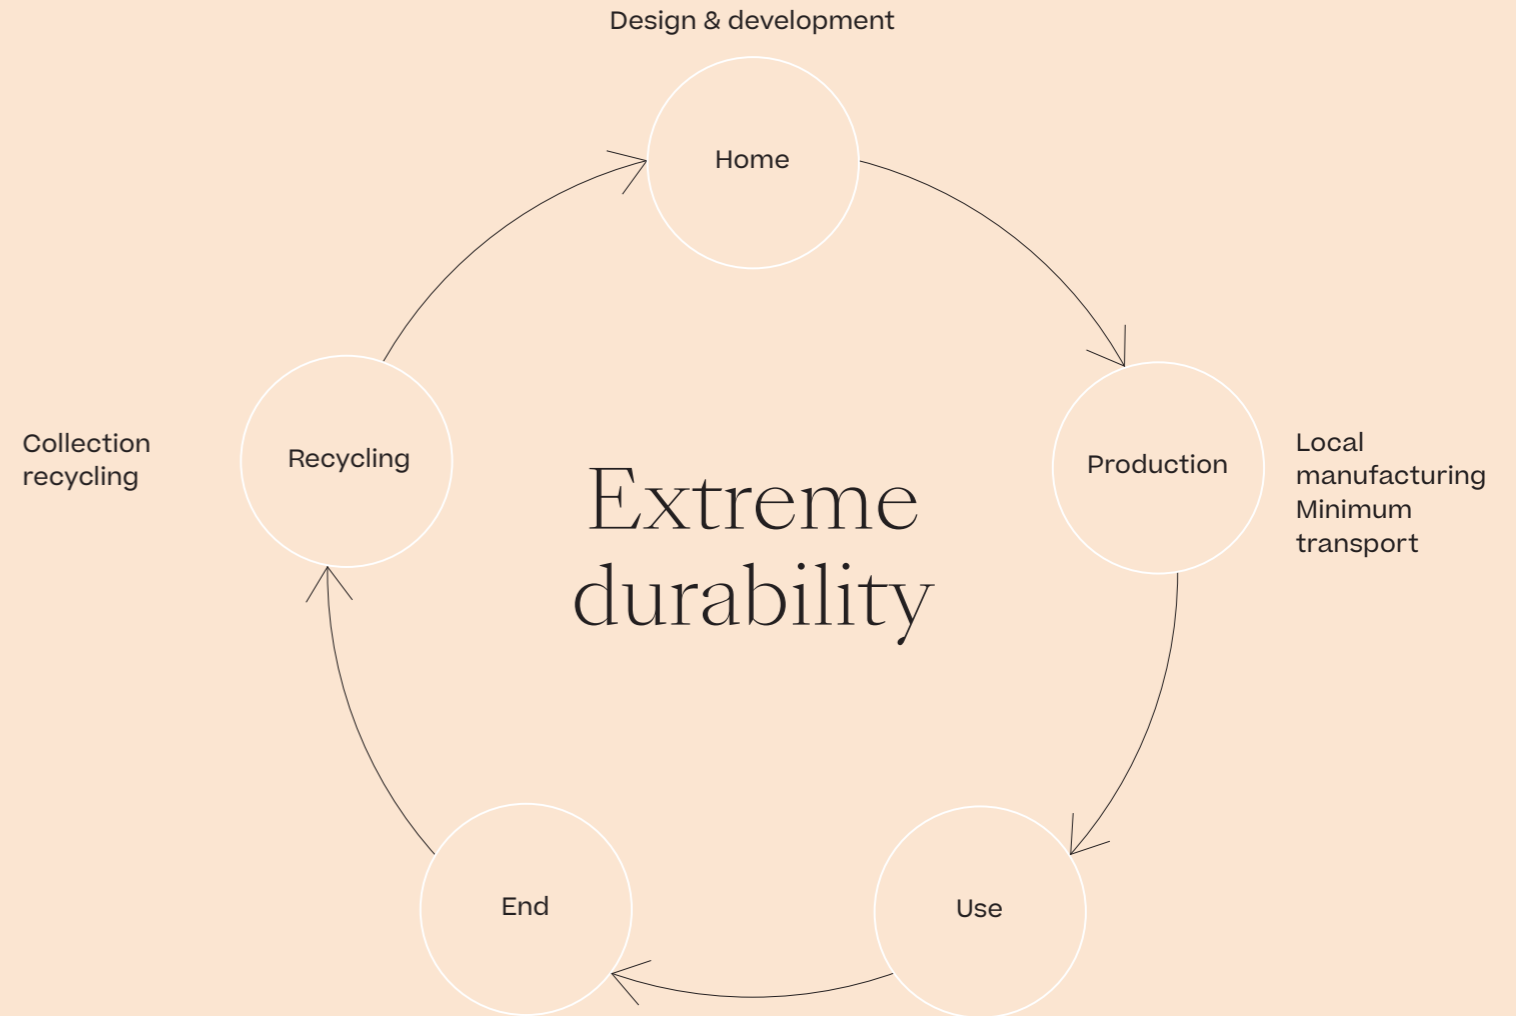 Design & development
Home
Production
Local
manufacturing
Minimum
transport
Collection
recycling
Recycling
Extreme
durability
End
Use